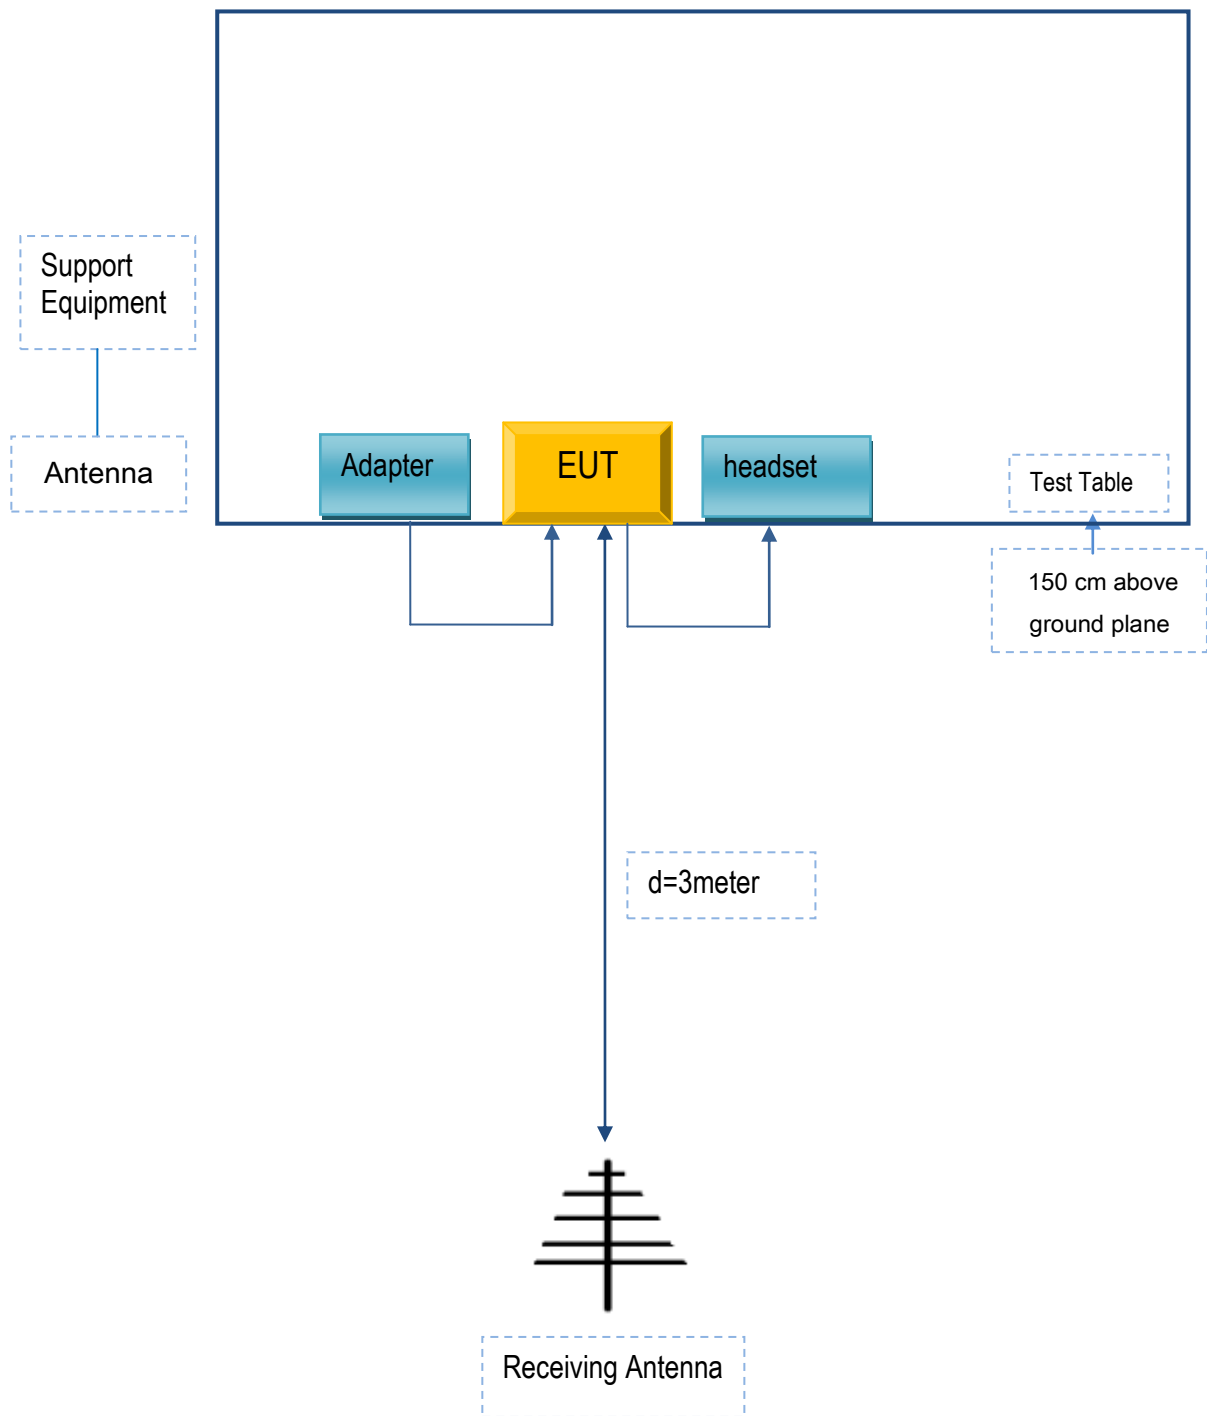 Support
Equipment
Antenna
Adapter
EUT
headset
Test Table
150 cm above
ground plane
d=3meter
Receiving Antenna